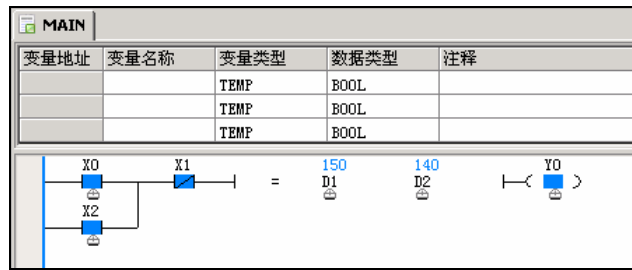 MAIN
变量地址 变量名称 变量类型 数据类型 注释
TEMP BOOL
TEMP BOOL
TEMP BOOL
X0 X1 150 140 Y0
= D1 D2
X2